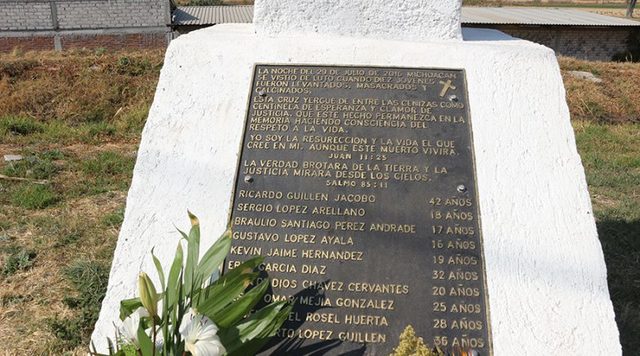 LA NOCHE DEL 29 DE JULIO DE 2016 MICHOACAN
SE VISTIO DE LUTO CUANDO DIEZ JOVENES
FUERON LEVANTADOS, MASACRADOS Y
CALCINADOS.
ESTA CRUZ YERGUE DE ENTRE LAS CENIZAS COMO
CENTINELA DE ESPERANZA Y CLAMOR DE
JUSTICIA. QUE ESTE HECHO PERMANEZCA EN LA
MEMORIA HACIENDO CONSCIENCIA DEL
RESPETO A LA VIDA.
YO SOY LA RESURECCIÓN Y LA VIDA EL QUE
CREE EN MI, AUNQUE ESTE MUERTO VIVIRA.
JUAN 11:25
LA VERDAD BROTARA DE LA TIERRA Y LA
JUSTICIA MIRARA DESDE LOS CIELOS.
SALMO 85:11
RICARDO GUILLEN JACOBO 42 AÑOS
SERGIO LOPEZ ARELLANO 18 AÑOS
BRAULIO SANTIAGO PEREZ ANDRADE 17 AÑOS
GUSTAVO LOPEZ AYALA 16 AÑOS
KEVIN JAIME HERNANDEZ 19 AÑOS
GARCIA DIAZ 32 AÑOS
DIOS CHAVEZ CERVANTES 20 AÑOS
OMAR MEJIA GONZALEZ 25 AÑOS
ROSEL HUERTA 28 AÑOS
LOPEZ GUILLEN 36 AÑOS